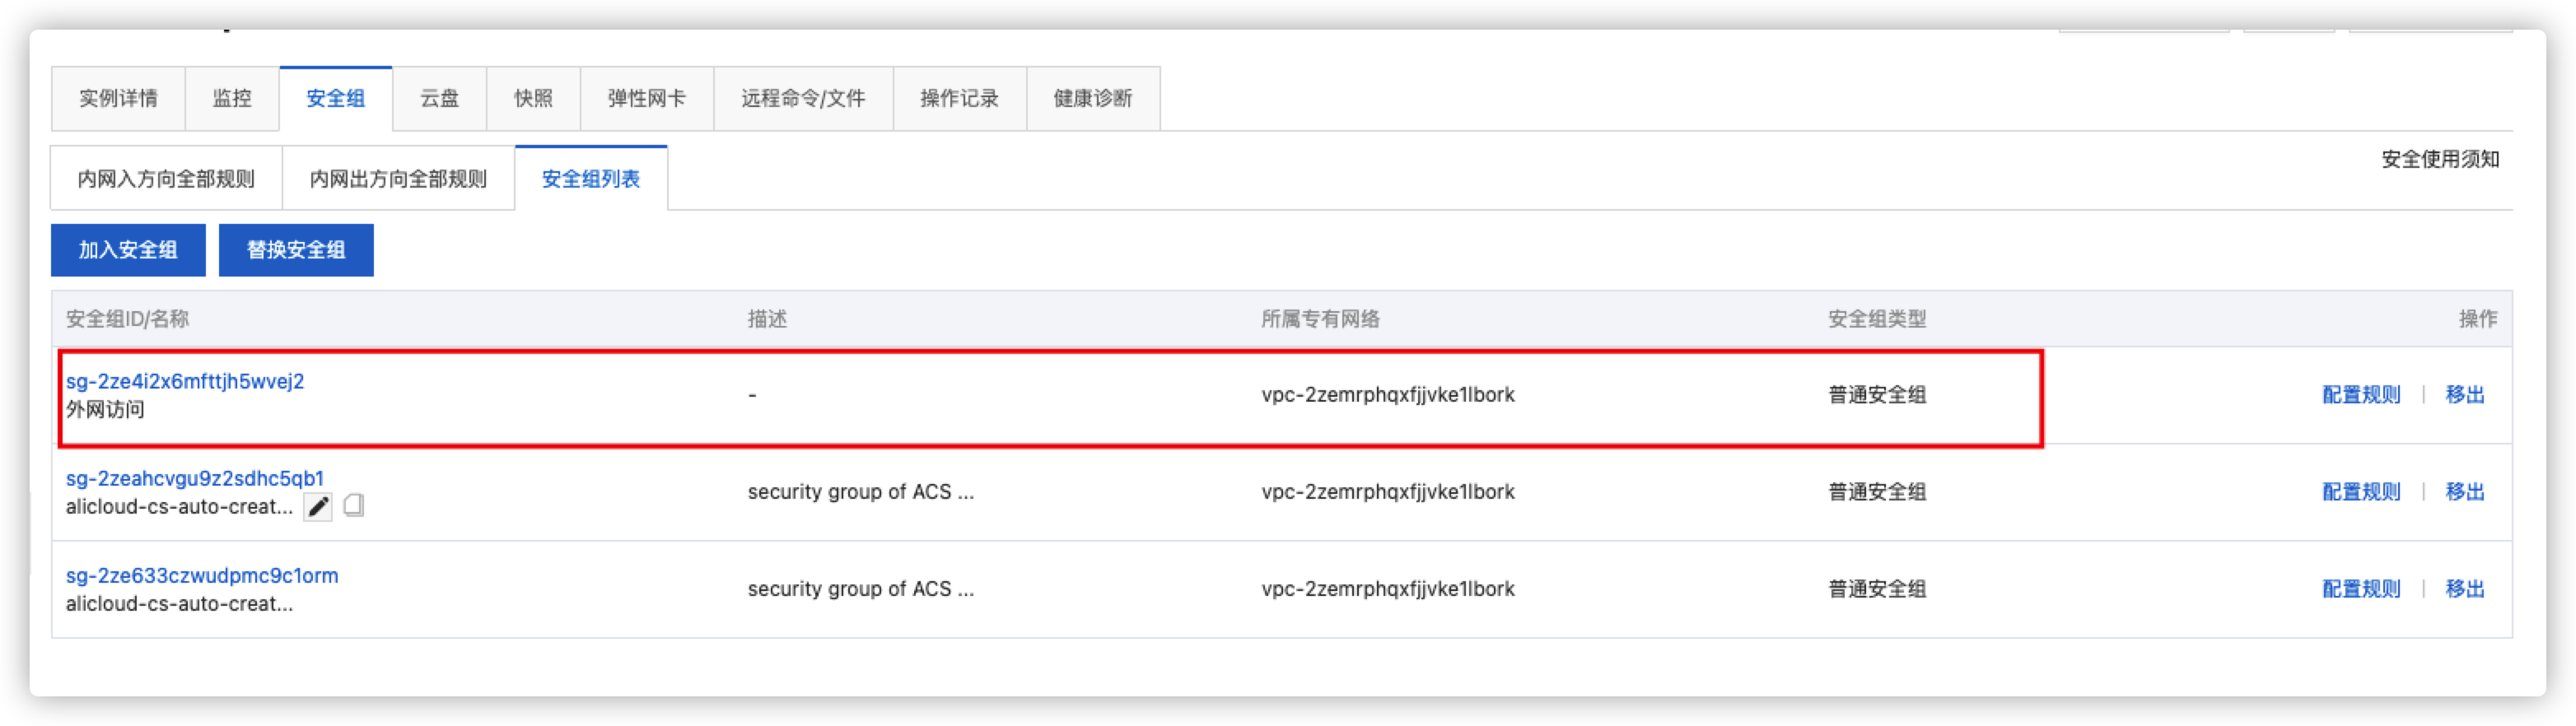 实例详情 监控 安全组 云盘 快照 弹性网卡 远程命令/文件 操作记录 健康诊断
内网入方向全部规则 内网出方向全部规则 安全组列表 安全使用须知
加入安全组 替换安全组
安全组ID/名称 描述 所属专有网络 安全组类型 操作
sg-2ze4i2x6mfttjh5wvej2
外网访问
- vpc-2zemrphqxfjjvke1lbork 普通安全组 配置规则 | 移出
sg-2zeahcvgu9z2sdhc5qb1
alicloud-cs-auto-creat...
security group of ACS ... vpc-2zemrphqxfjjvke1lbork 普通安全组 配置规则 | 移出
sg-2ze633czwudpmc9c1orm
alicloud-cs-auto-creat...
security group of ACS ... vpc-2zemrphqxfjjvke1lbork 普通安全组 配置规则 | 移出